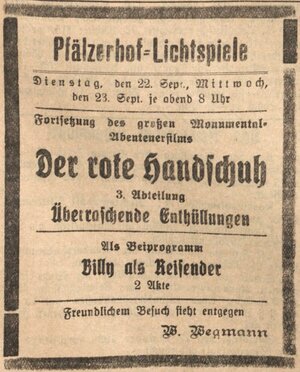 Pfälzerhof-Lichtspiele
Dienstag, den 22. Sept., Mittwoch,
den 23. Sept. je abend 8 Uhr
Fortsetzung des großen Monumental-
Abenteuerfilms
Der rote Handschuh
3. Abteilung
Überraschende Enthüllungen
Als Beiprogramm
Billy als Reisender
2 Akte
Freundlichem Besuch sieht entgegen
W. Wegmann